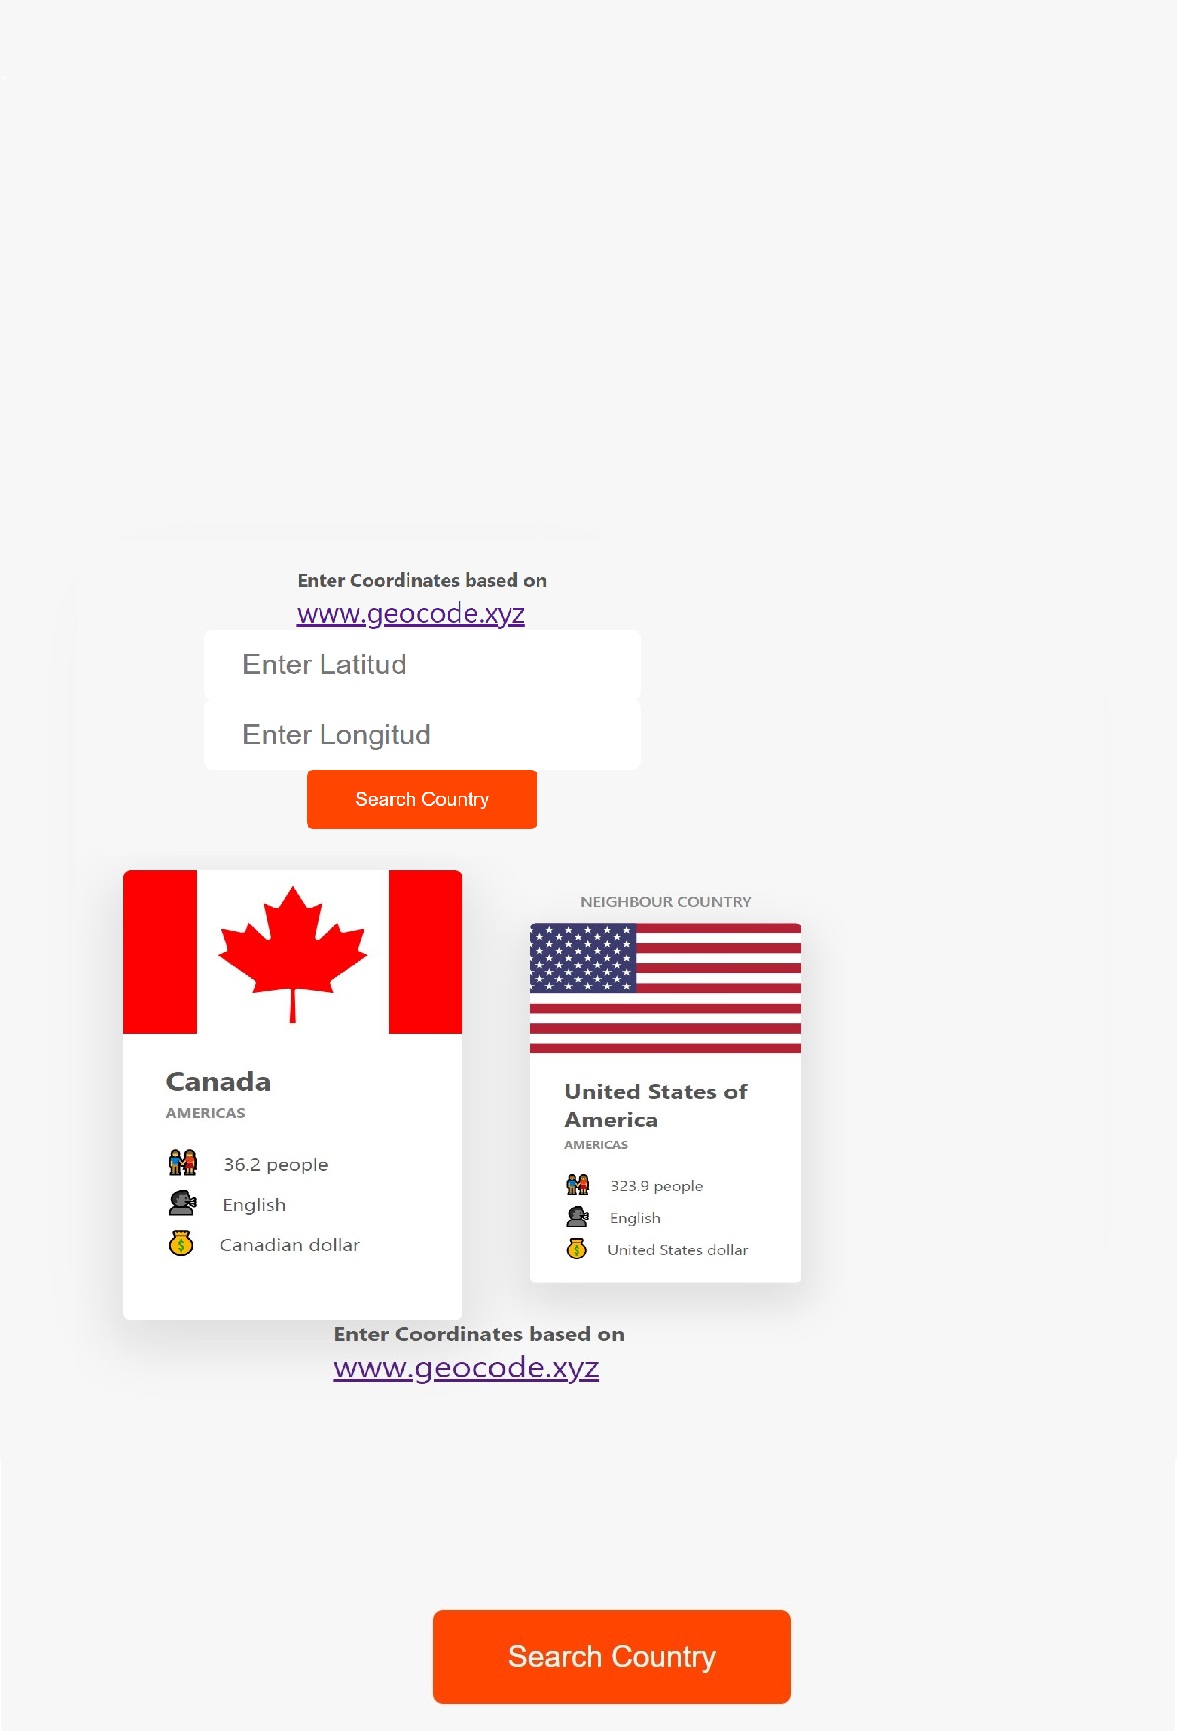 Enter Coordinates based on
www.geocode.xyz
Enter Latitud
Enter Longitud
Search Country
Canada
AMERICAS
36.2 people
English
Canadian dollar
NEIGHBOUR COUNTRY
United States of
America
AMERICAS
323.9 people
English
United States dollar
Enter Coordinates based on
www.geocode.xyz
Search Country